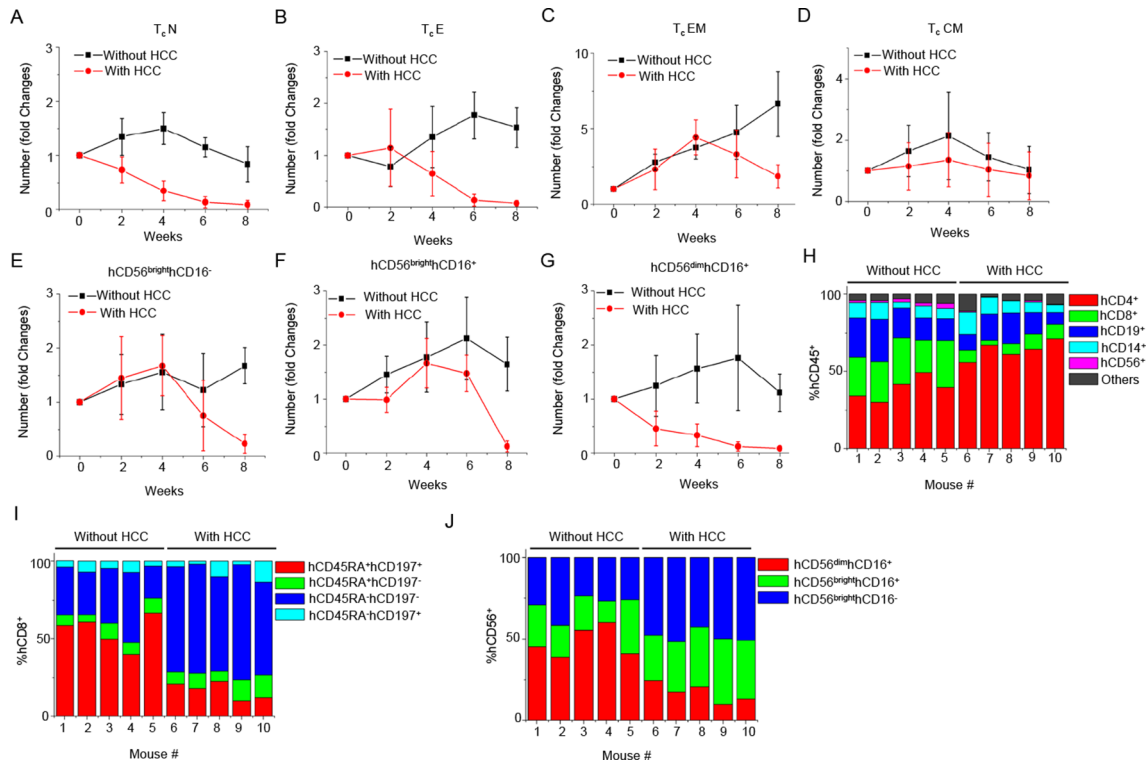 A
TcN
Number (fold Changes)
3
2
1
0
Without HCC
With HCC
0 2 4 6 8
Weeks
B
TcE
Number (fold Changes)
3
2
1
0
Without HCC
With HCC
0 2 4 6 8
Weeks
C
TcEM
Number (fold Changes)
10
5
0
Without HCC
With HCC
0 2 4 6 8
Weeks
D
TcCM
Number (fold Changes)
6
4
2
0
Without HCC
With HCC
0 2 4 6 8
Weeks
E
hCD56brighthCD16-
Number (fold Changes)
3
2
1
0
Without HCC
With HCC
0 2 4 6 8
Weeks
F
hCD56brighthCD16+
Number (fold Changes)
3
2
1
0
Without HCC
With HCC
0 2 4 6 8
Weeks
G
hCD56dimhCD16+
Number (fold Changes)
3
2
1
0
Without HCC
With HCC
0 2 4 6 8
Weeks
H
Without HCC With HCC
%hCD45+
100
50
0
1 2 3 4 5 6 7 8 9 10
Mouse #
hCD4+
hCD8+
hCD19+
hCD14+
hCD56+
Others
I
Without HCC With HCC
%hCD8+
100
50
0
1 2 3 4 5 6 7 8 9 10
Mouse #
hCD45RA+hCD197+
hCD45RA+hCD197-
hCD45RA-hCD197-
hCD45RA-hCD197+
J
Without HCC With HCC
%hCD56+
100
50
0
1 2 3 4 5 6 7 8 9 10
Mouse #
hCD56dimhCD16+
hCD56brighthCD16+
hCD56brighthCD16-